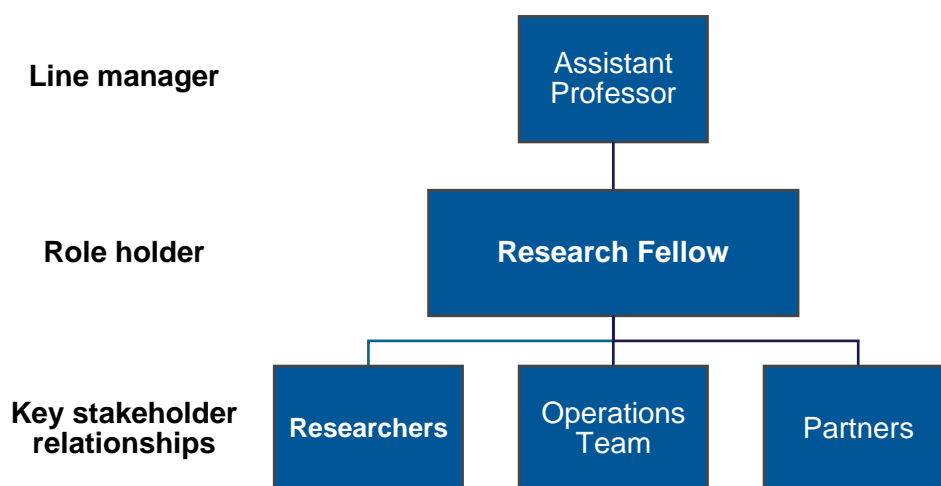 Line manager
Assistant
Professor
Role holder
Research Fellow
Key stakeholder
relationships
Researchers
Operations
Team
Partners